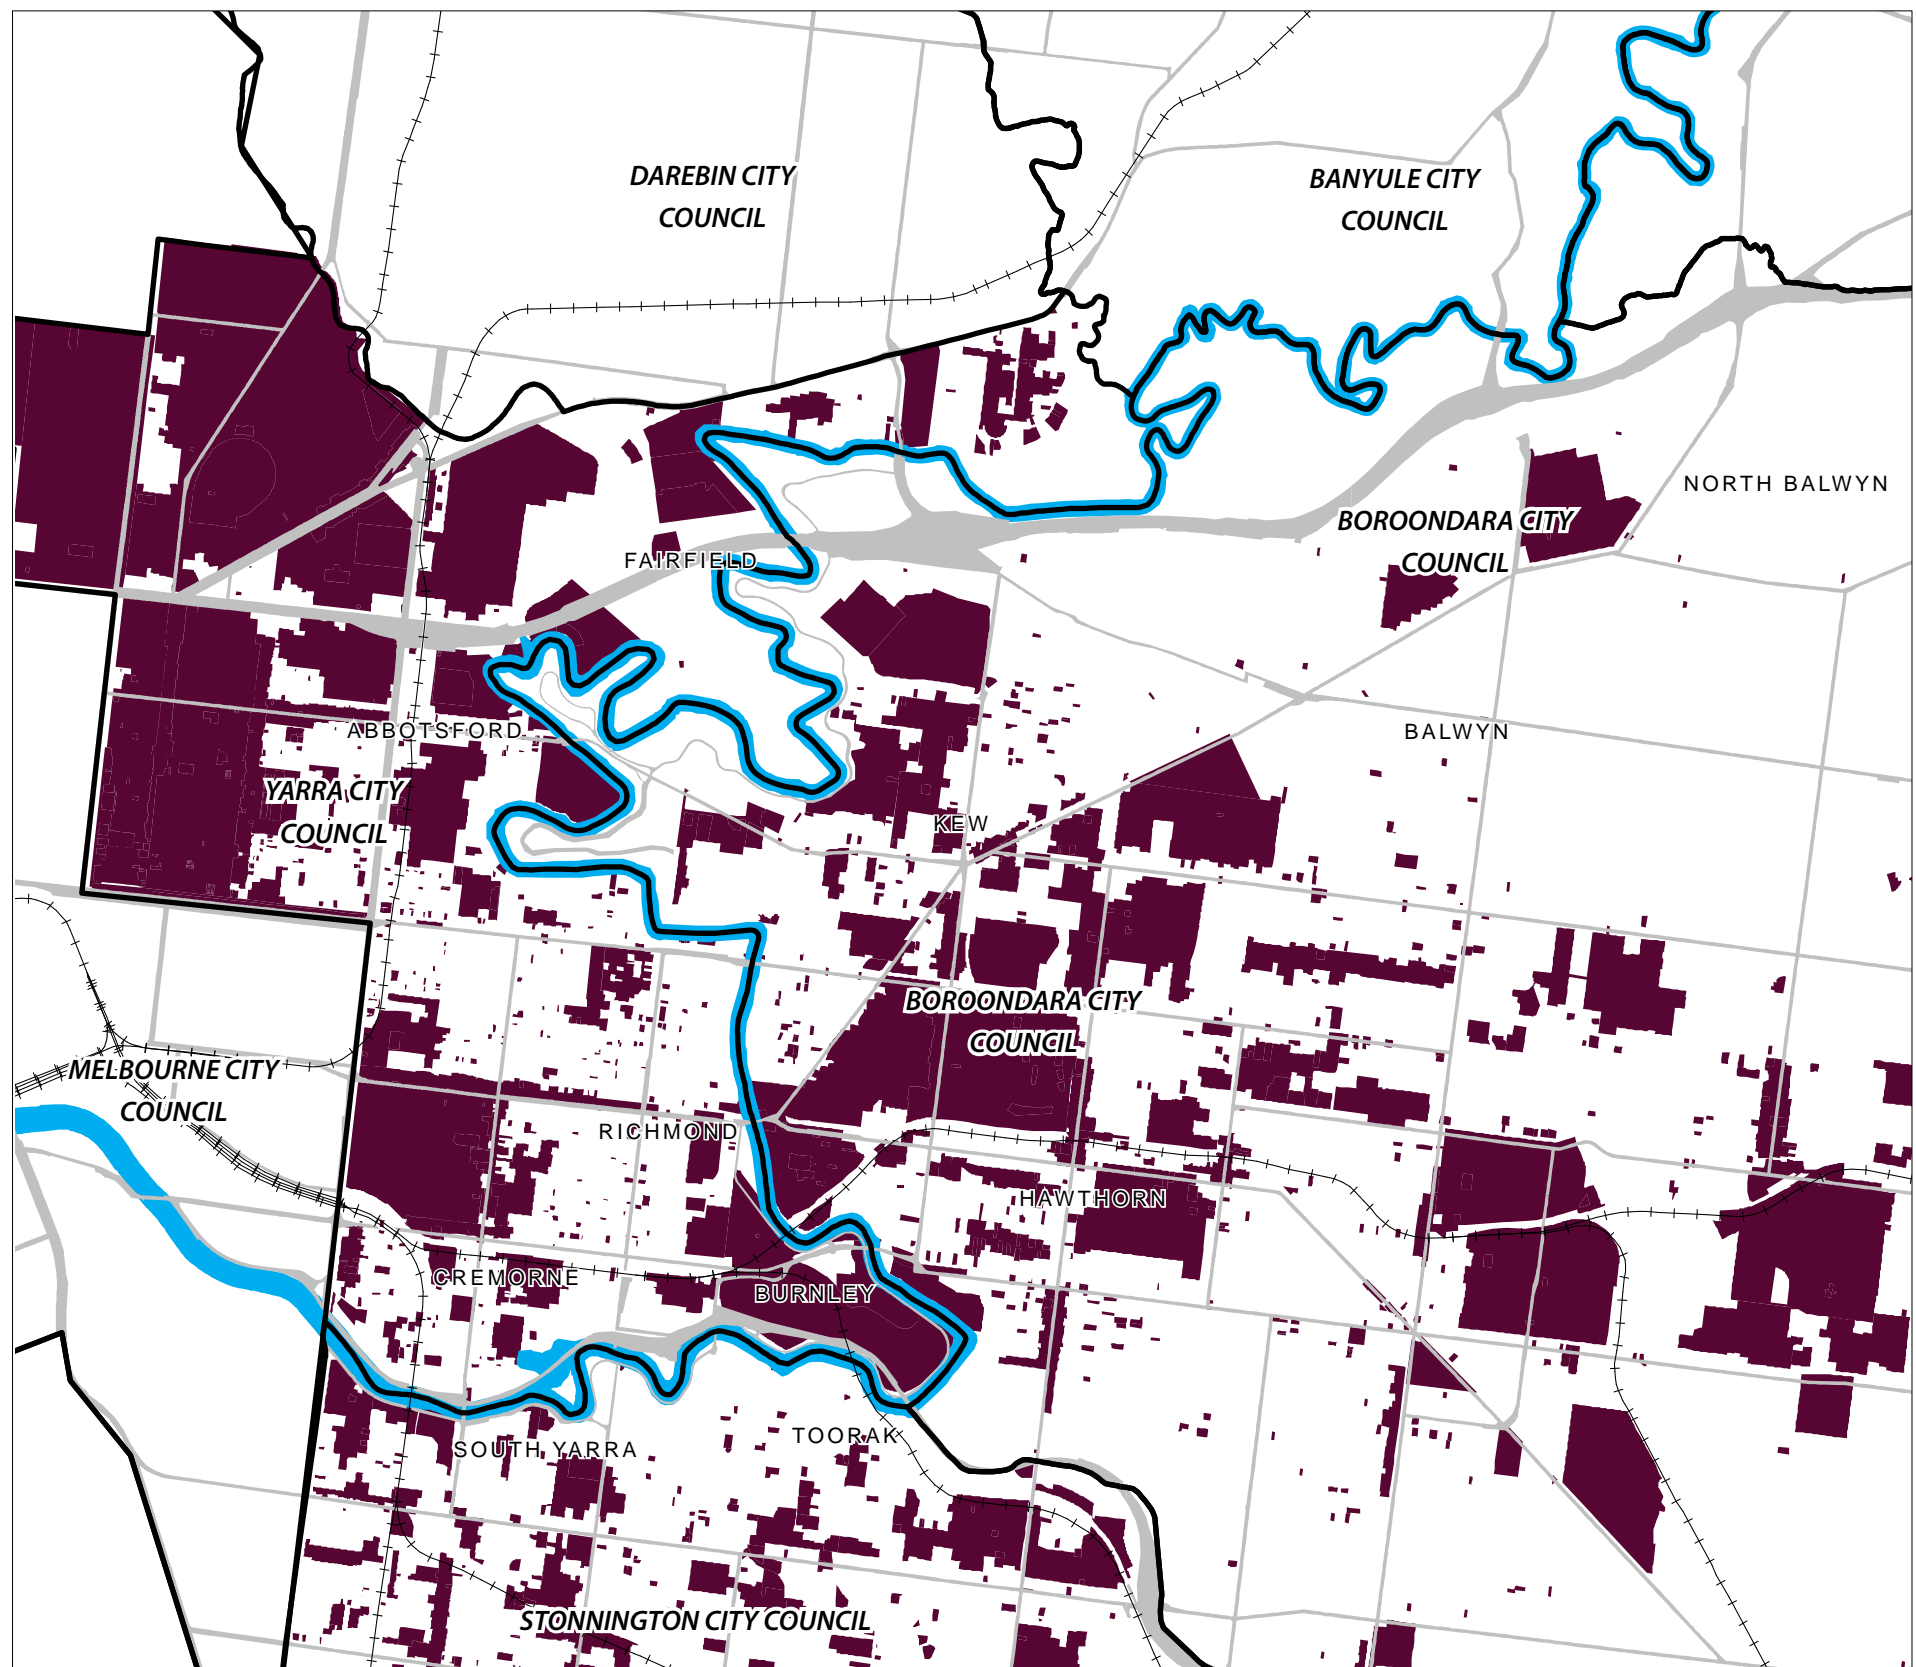 DAREBIN CITY
COUNCIL
BANYULE CITY
COUNCIL
NORTH BALWYN
BOROONDARA CITY
COUNCIL
FAIRFIELD
ABBOTSFORD
BALWYN
YARRA CITY
COUNCIL
KEW
BOROONDARA CITY
COUNCIL
MELBOURNE CITY
COUNCIL
RICHMOND
HAWTHORN
CREMORNE
BURNLEY
TOORAK
SOUTH YARRA
STONNINGTON CITY COUNCIL